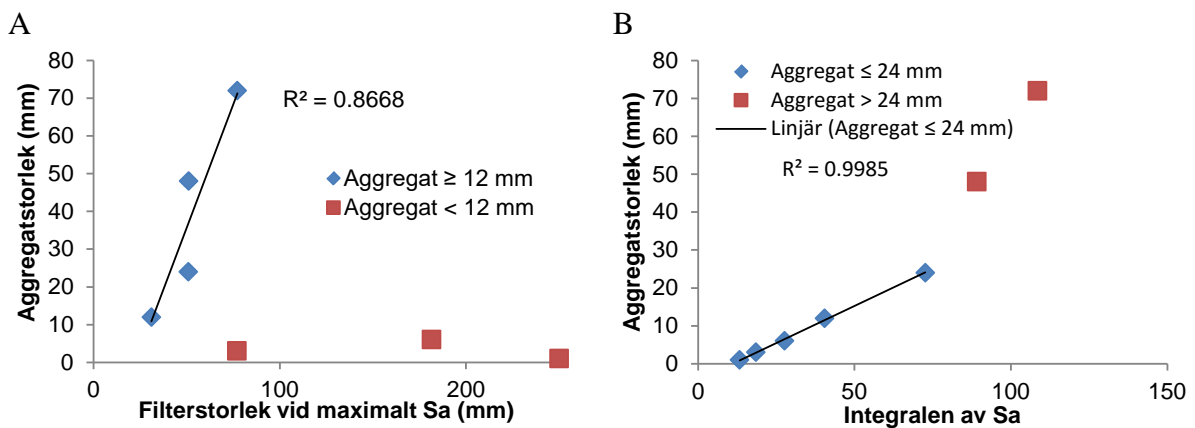 A
80
70
60
50
40
30
20
10
0
0
100
200
Aggregatstorlek (mm)
Filterstorlek vid maximalt Sa (mm)
R² = 0.8668
Aggregat ≥ 12 mm
Aggregat < 12 mm
B
80
70
60
50
40
30
20
10
0
0
50
100
150
Aggregatstorlek (mm)
Integralen av Sa
Aggregat ≤ 24 mm
Aggregat > 24 mm
Linjär (Aggregat ≤ 24 mm)
R² = 0.9985